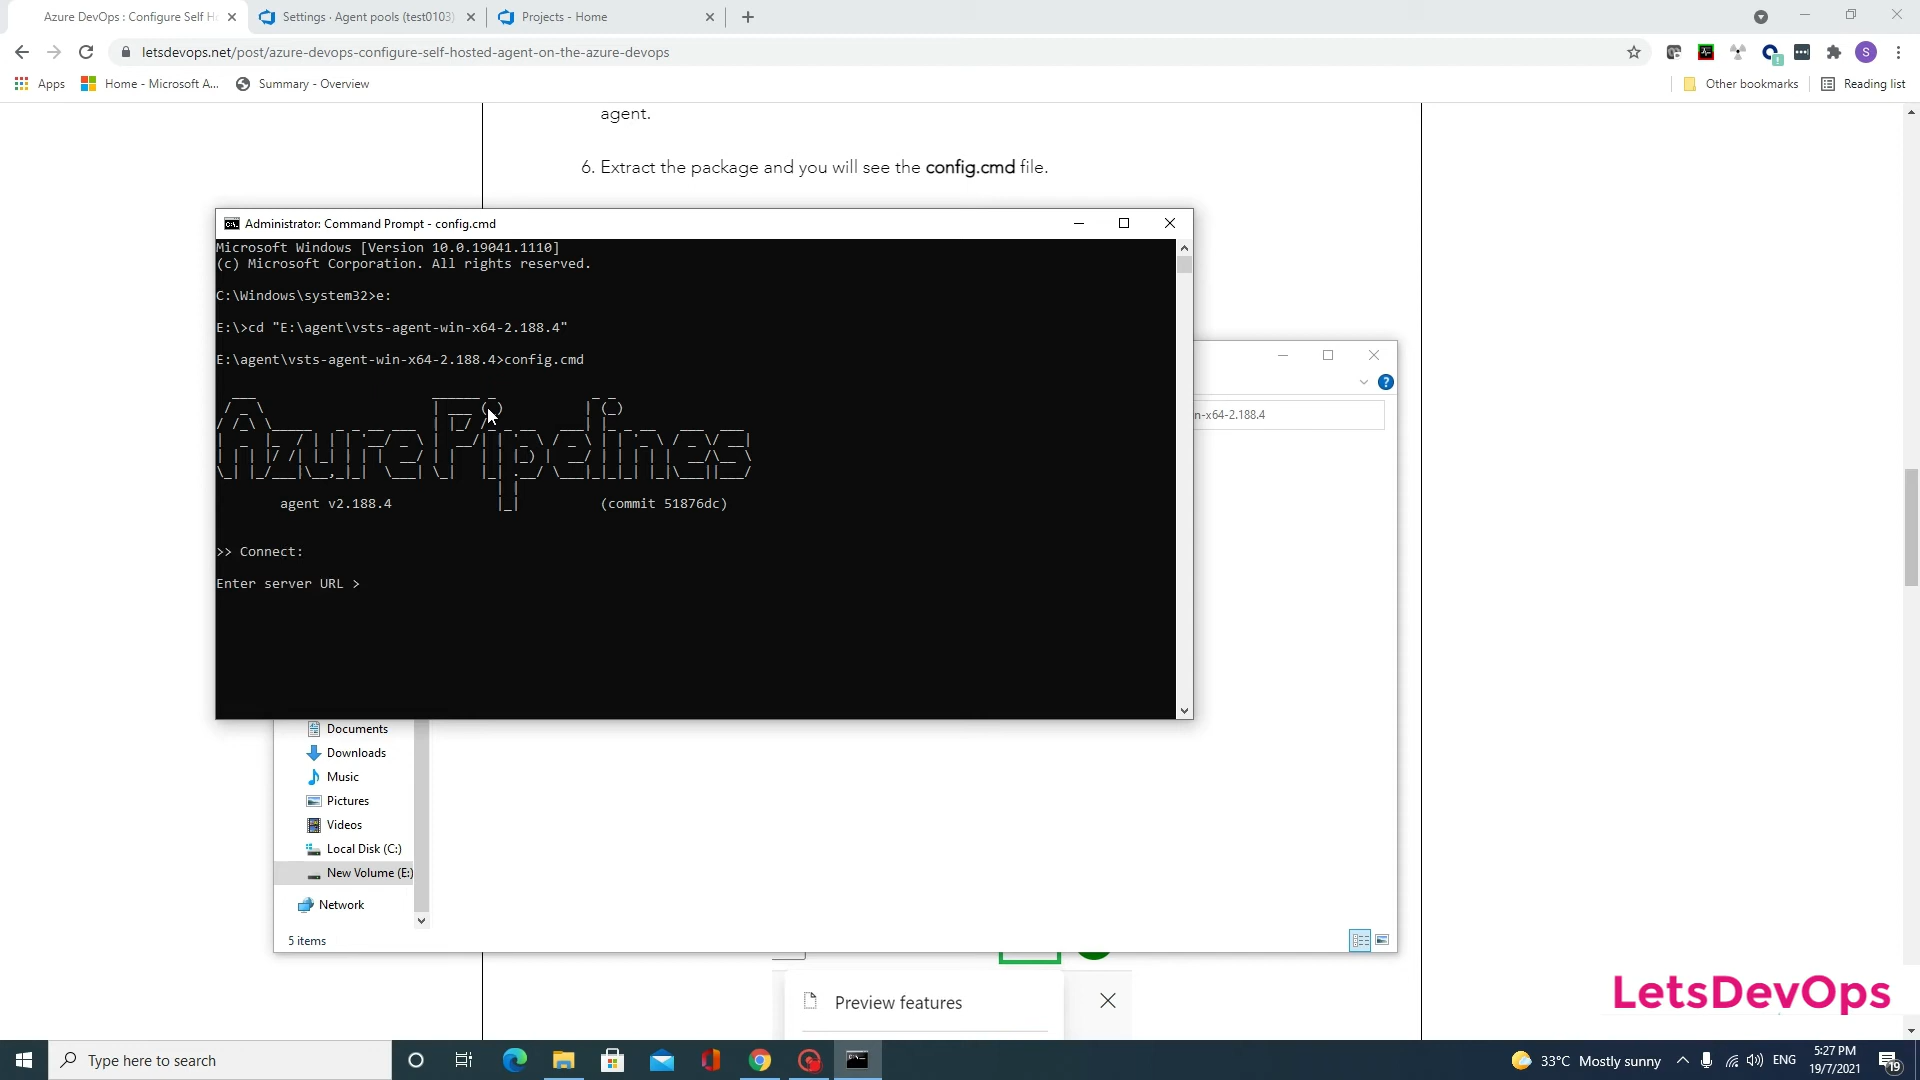 Azure DevOps : Configure Self H
Settings · Agent pools (test0103)
Projects - Home
letsdevops.net/post/azure-devops-configure-self-hosted-agent-on-the-azure-devops
S
Apps
Home - Microsoft A...
Summary - Overview
Other bookmarks
Reading list
agent.
6. Extract the package and you will see the config.cmd file.
Administrator: Command Prompt - config.cmd
Microsoft Windows [Version 10.0.19041.1110]
(c) Microsoft Corporation. All rights reserved.
C:\Windows\system32>e:
E:\>cd "E:\agent\vsts-agent-win-x64-2.188.4"
E:\agent\vsts-agent-win-x64-2.188.4>config.cmd
AzurePipelines
agent v2.188.4 (commit 51876dc)
>> Connect:
Enter server URL >
n-x64-2.188.4
Documents
Downloads
Music
Pictures
Videos
Local Disk (C:)
New Volume (E:)
Network
5 items
Preview features
LetsDevOps
Type here to search
33°C Mostly sunny
ENG
5:27 PM
19/7/2021
19